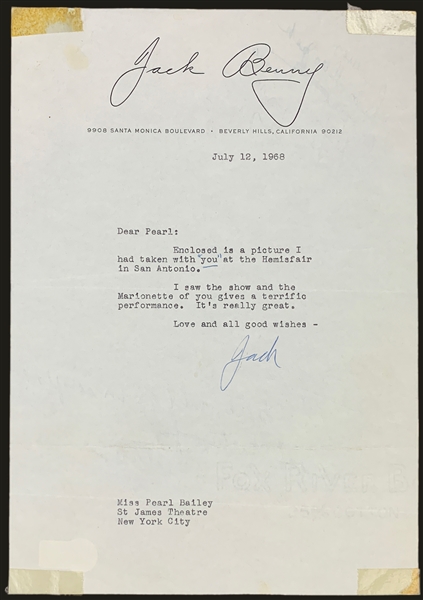 Jack Benny
9908 SANTA MONICA BOULEVARD • BEVERLY HILLS, CALIFORNIA 90212
July 12, 1968
Dear Pearl:
Enclosed is a picture I
had taken with "you" at the Hemisfair
in San Antonio.
I saw the show and the
Marionette of you gives a terrific
performance. It's really great.
Love and all good wishes -
Jack
Miss Pearl Bailey
St James Theatre
New York City